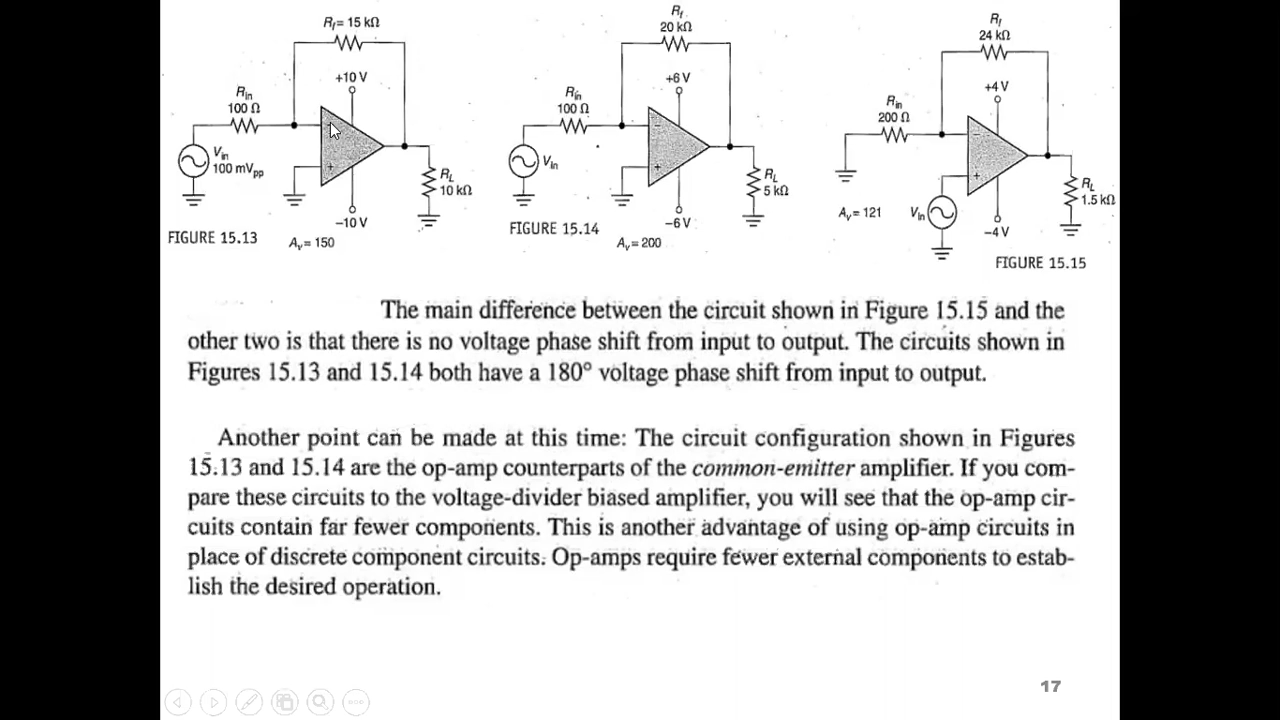 Rf= 15 kΩ
+10 V
Rin
100 Ω
Vin
100 mVpp
+
RL
10 kΩ
−10 V
FIGURE 15.13
Av= 150
Rf
20 kΩ
+6 V
Rin
100 Ω
Vin
−
+
RL
5 kΩ
−6 V
FIGURE 15.14
Av= 200
Rf
24 kΩ
+4 V
Rin
200 Ω
−
+
RL
1.5 kΩ
Av= 121
Vin
−4 V
FIGURE 15.15
The main difference between the circuit shown in Figure 15.15 and the
other two is that there is no voltage phase shift from input to output. The circuits shown in
Figures 15.13 and 15.14 both have a 180° voltage phase shift from input to output.
Another point can be made at this time: The circuit configuration shown in Figures
15.13 and 15.14 are the op-amp counterparts of the common-emitter amplifier. If you com-
pare these circuits to the voltage-divider biased amplifier, you will see that the op-amp cir-
cuits contain far fewer components. This is another advantage of using op-amp circuits in
place of discrete component circuits. Op-amps require fewer external components to estab-
lish the desired operation.
17